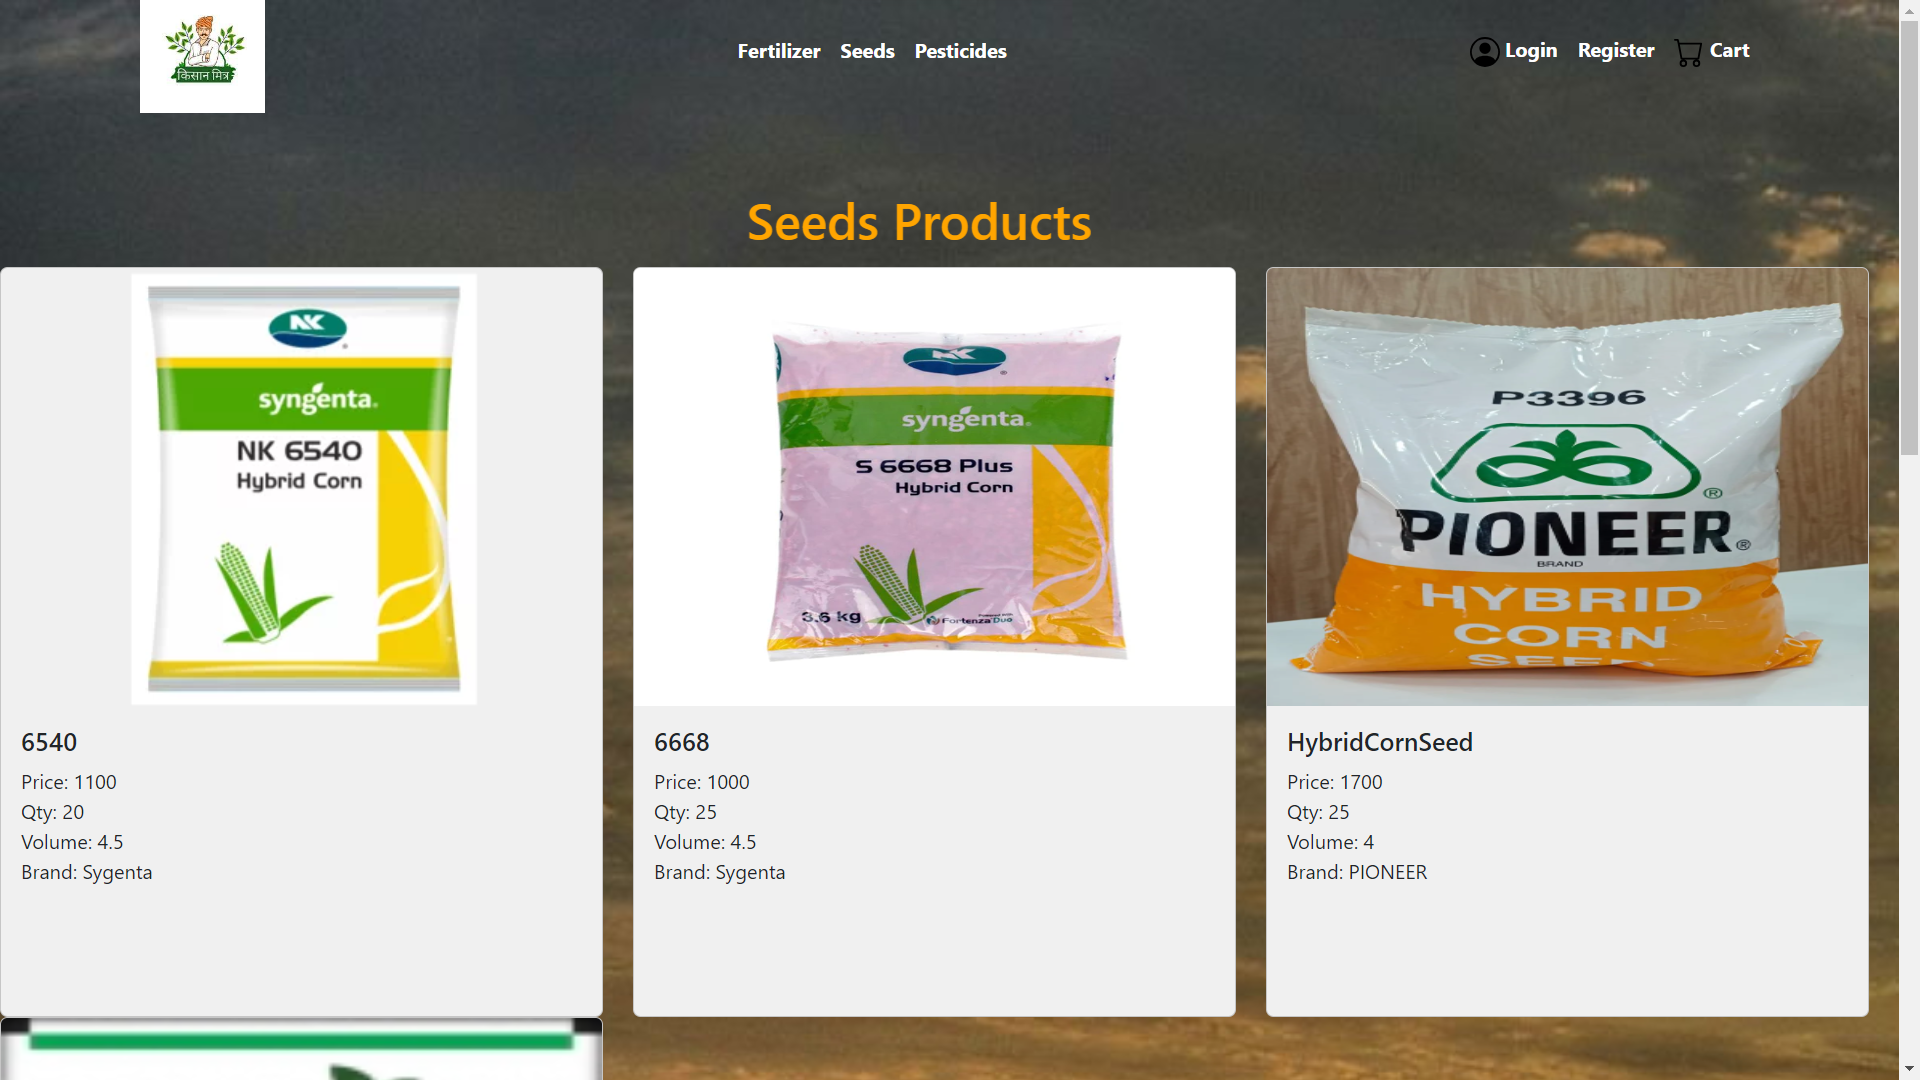 किसान मित्र
Fertilizer Seeds Pesticides
Login Register Cart
Seeds Products
NK
syngenta
NK 6540
Hybrid Corn
NK
syngenta
S 6668 Plus
Hybrid Corn
3.6 kg
Fortenza Duo
P3396
PIONEER
BRAND
HYBRID
CORN
6540
Price: 1100
Qty: 20
Volume: 4.5
Brand: Sygenta
6668
Price: 1000
Qty: 25
Volume: 4.5
Brand: Sygenta
HybridCornSeed
Price: 1700
Qty: 25
Volume: 4
Brand: PIONEER